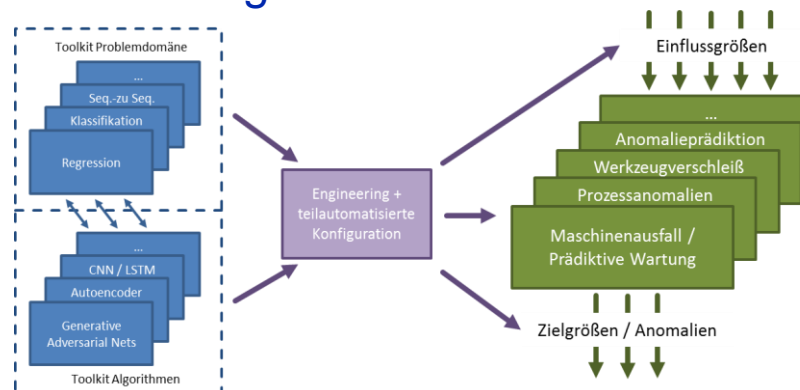 Toolkit Problemdomäne
...
Seq.-zu Seq.
Klassifikation
Regression
...
CNN / LSTM
Autoencoder
Generative
Adversarial Nets
Toolkit Algorithmen
Engineering +
teilautomatisierte
Konfiguration
Einflussgrößen
...
Anomalieprädiktion
Werkzeugverschleiß
Prozessanomalien
Maschinenausfall /
Prädiktive Wartung
Zielgrößen / Anomalien